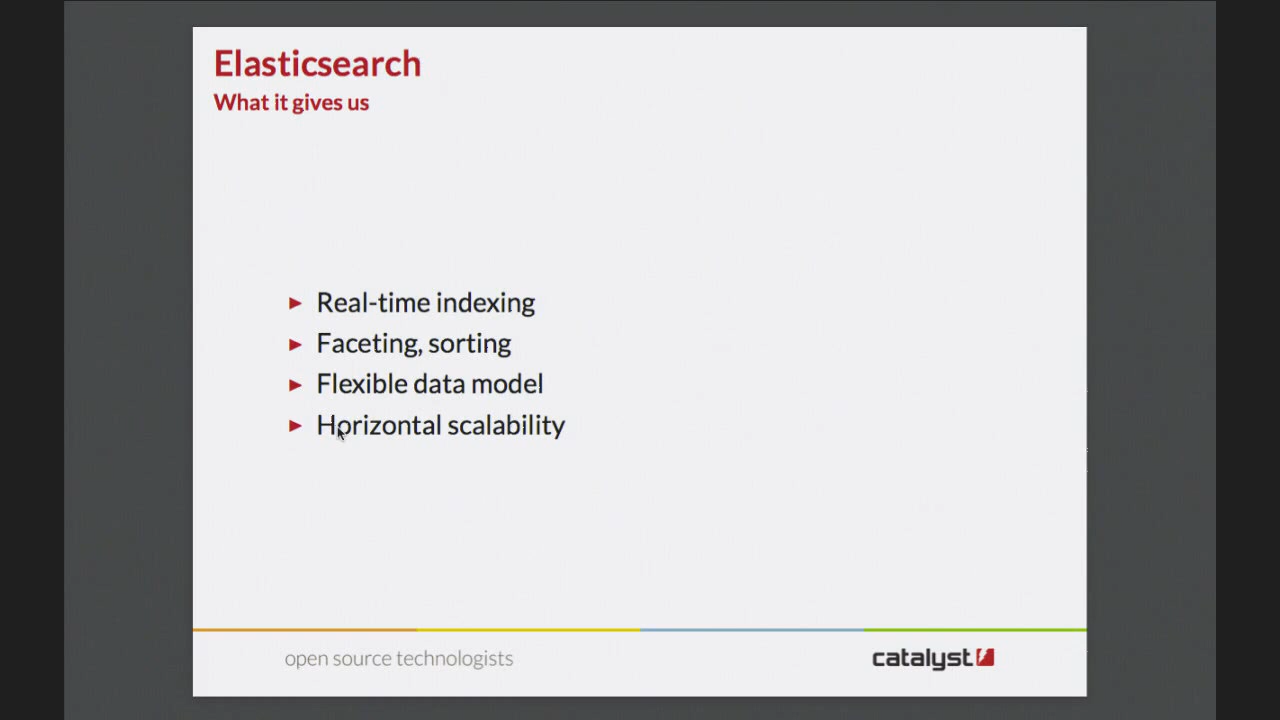 Elasticsearch
What it gives us
► Real-time indexing
► Faceting, sorting
► Flexible data model
► Horizontal scalability
open source technologists
catalyst